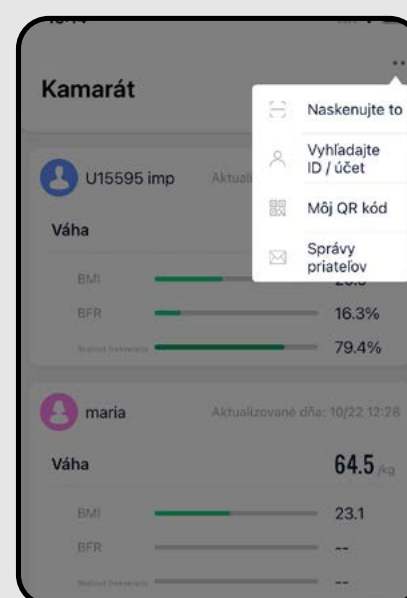 Kamarát
Naskenujte to
Vyhľadajte
ID / účet
Môj QR kód
Správy
priateľov
U15595 imp
Váha
BMI
BFR
16.3%
79.4%
maria
Aktualizované dňa: 10/22 12:28
Váha
64.5 /kg
BMI
23.1
BFR
--
--